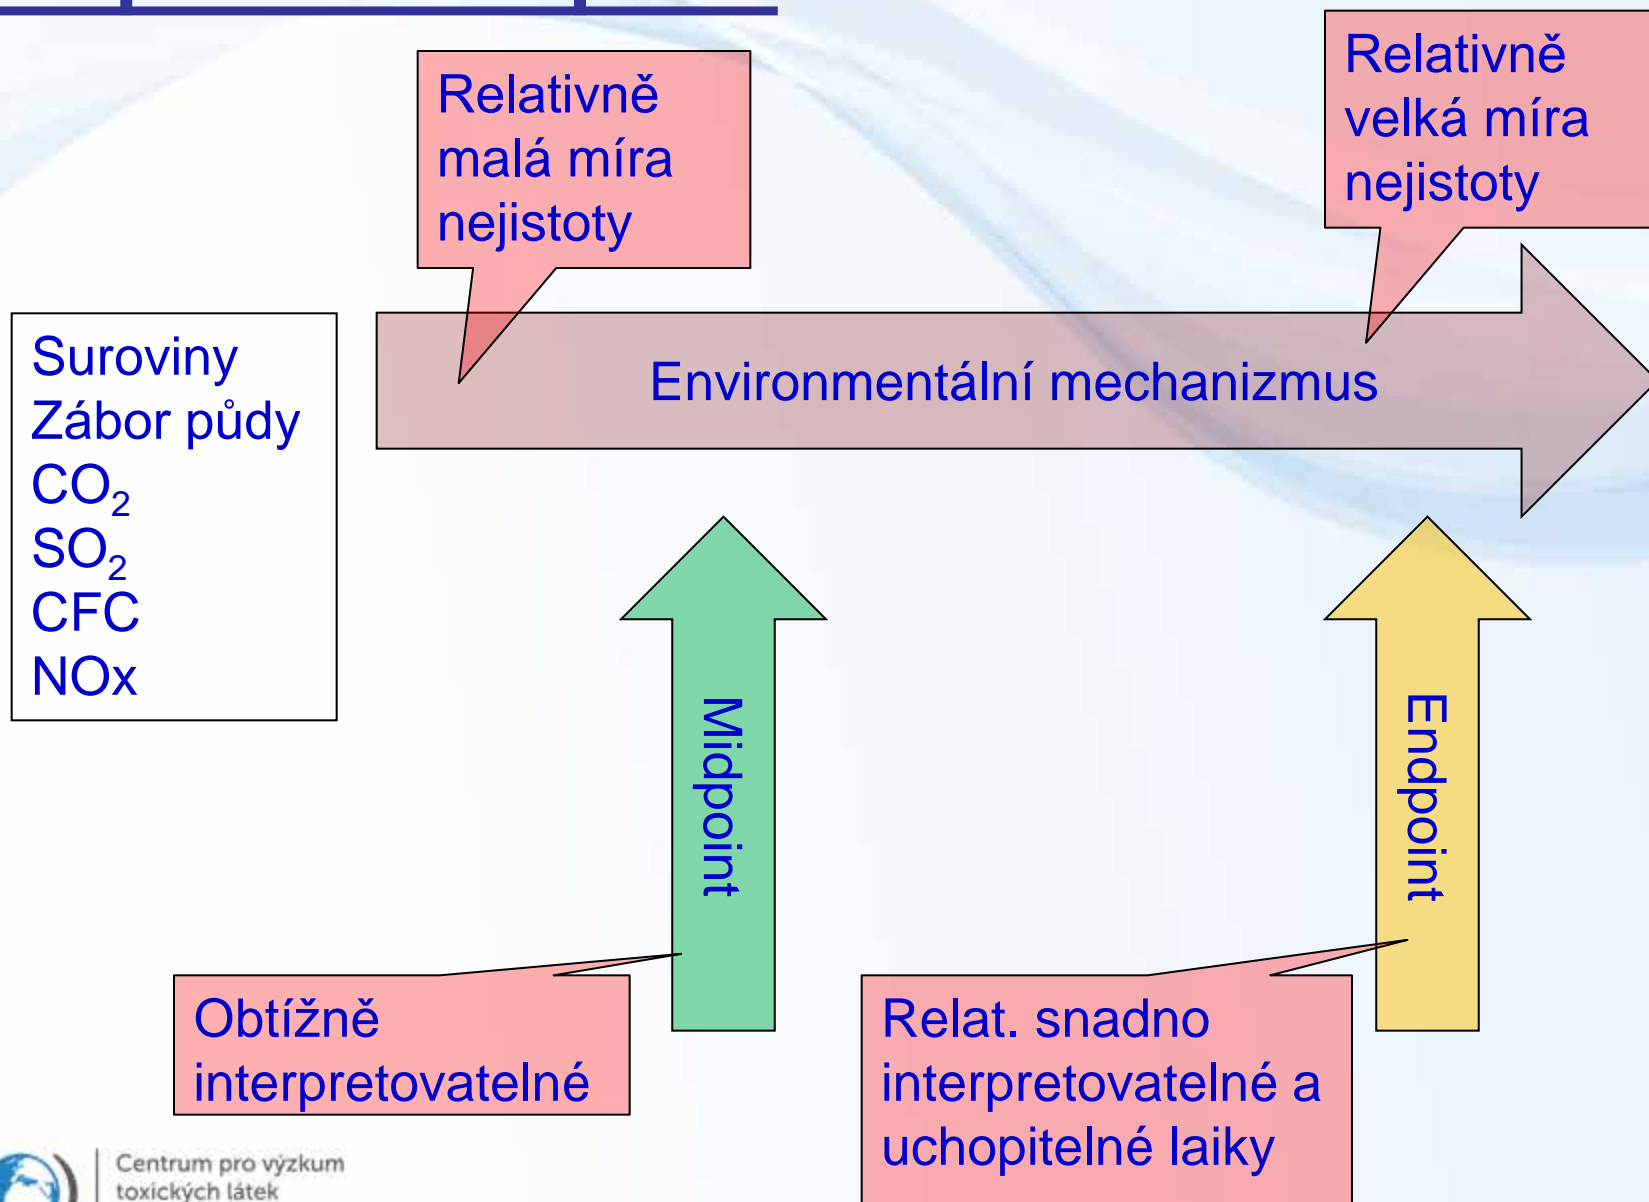 Relativně
malá míra
nejistoty
Relativně
velká míra
nejistoty
Suroviny
Zábor půdy
CO₂
SO₂
CFC
NOx
Environmentální mechanizmus
Midpoint
Endpoint
Obtížně
interpretovatelné
Relat. snadno
interpretovatelné a
uchopitelné laiky
Centrum pro výzkum
toxických látek